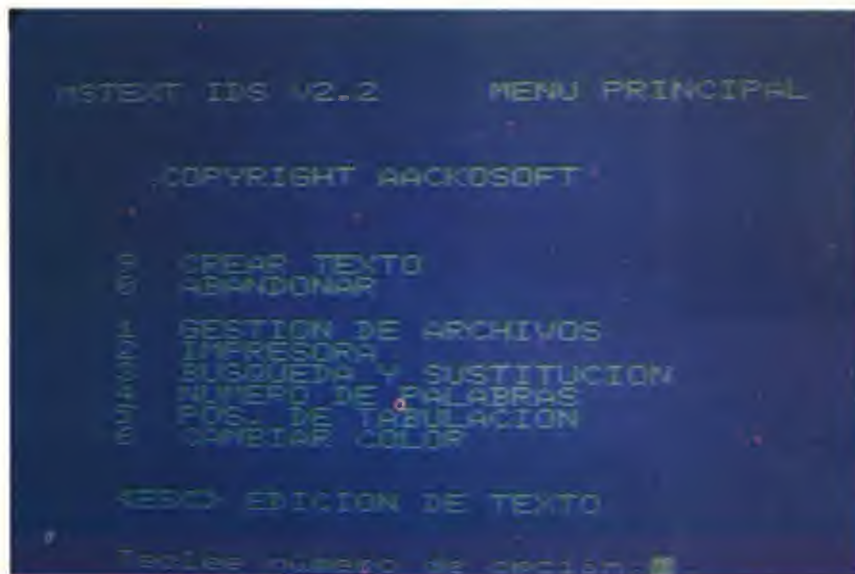 MSTEXT IDS V2.2 MENU PRINCIPAL
COPYRIGHT AACKOSOFT
CREAR TEXTO
ABANDONAR
1 GESTION DE ARCHIVOS
2 IMPRESORA
3 BUSQUEDA Y SUSTITUCION
4 NUMERO DE PALABRAS
5 POS. DE TABULACION
6 CAMBIAR COLOR
<ESC> EDICION DE TEXTO
Teclee numero de opcion